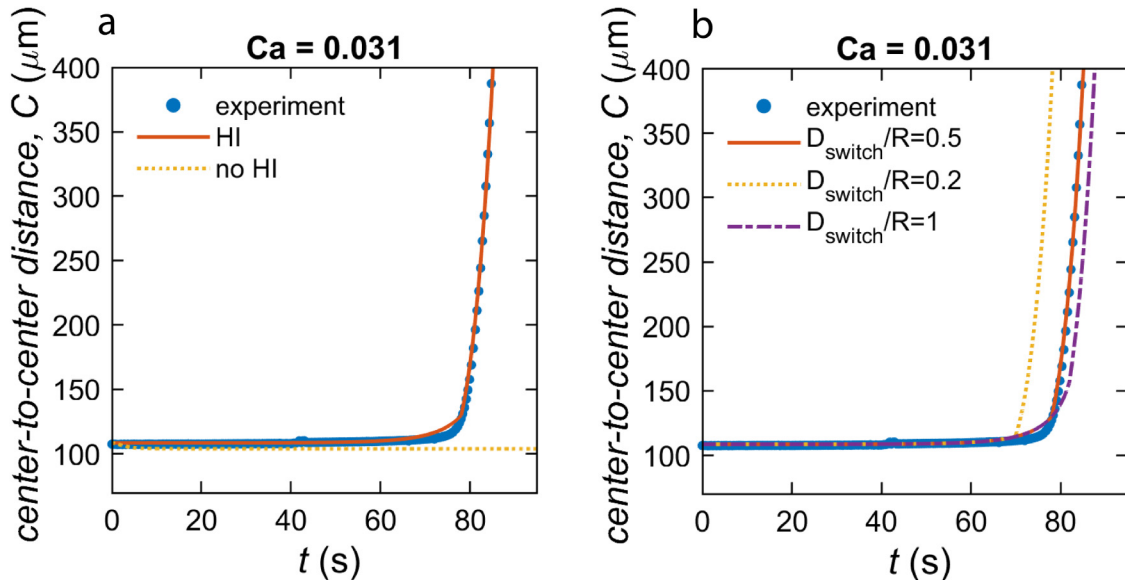 a
Ca = 0.031
center-to-center distance, C (μm)
400
350
300
250
200
150
100
0
20
40
60
80
t (s)
experiment
HI
no HI
b
Ca = 0.031
center-to-center distance, C (μm)
400
350
300
250
200
150
100
0
20
40
60
80
t (s)
experiment
D_switch/R=0.5
D_switch/R=0.2
D_switch/R=1